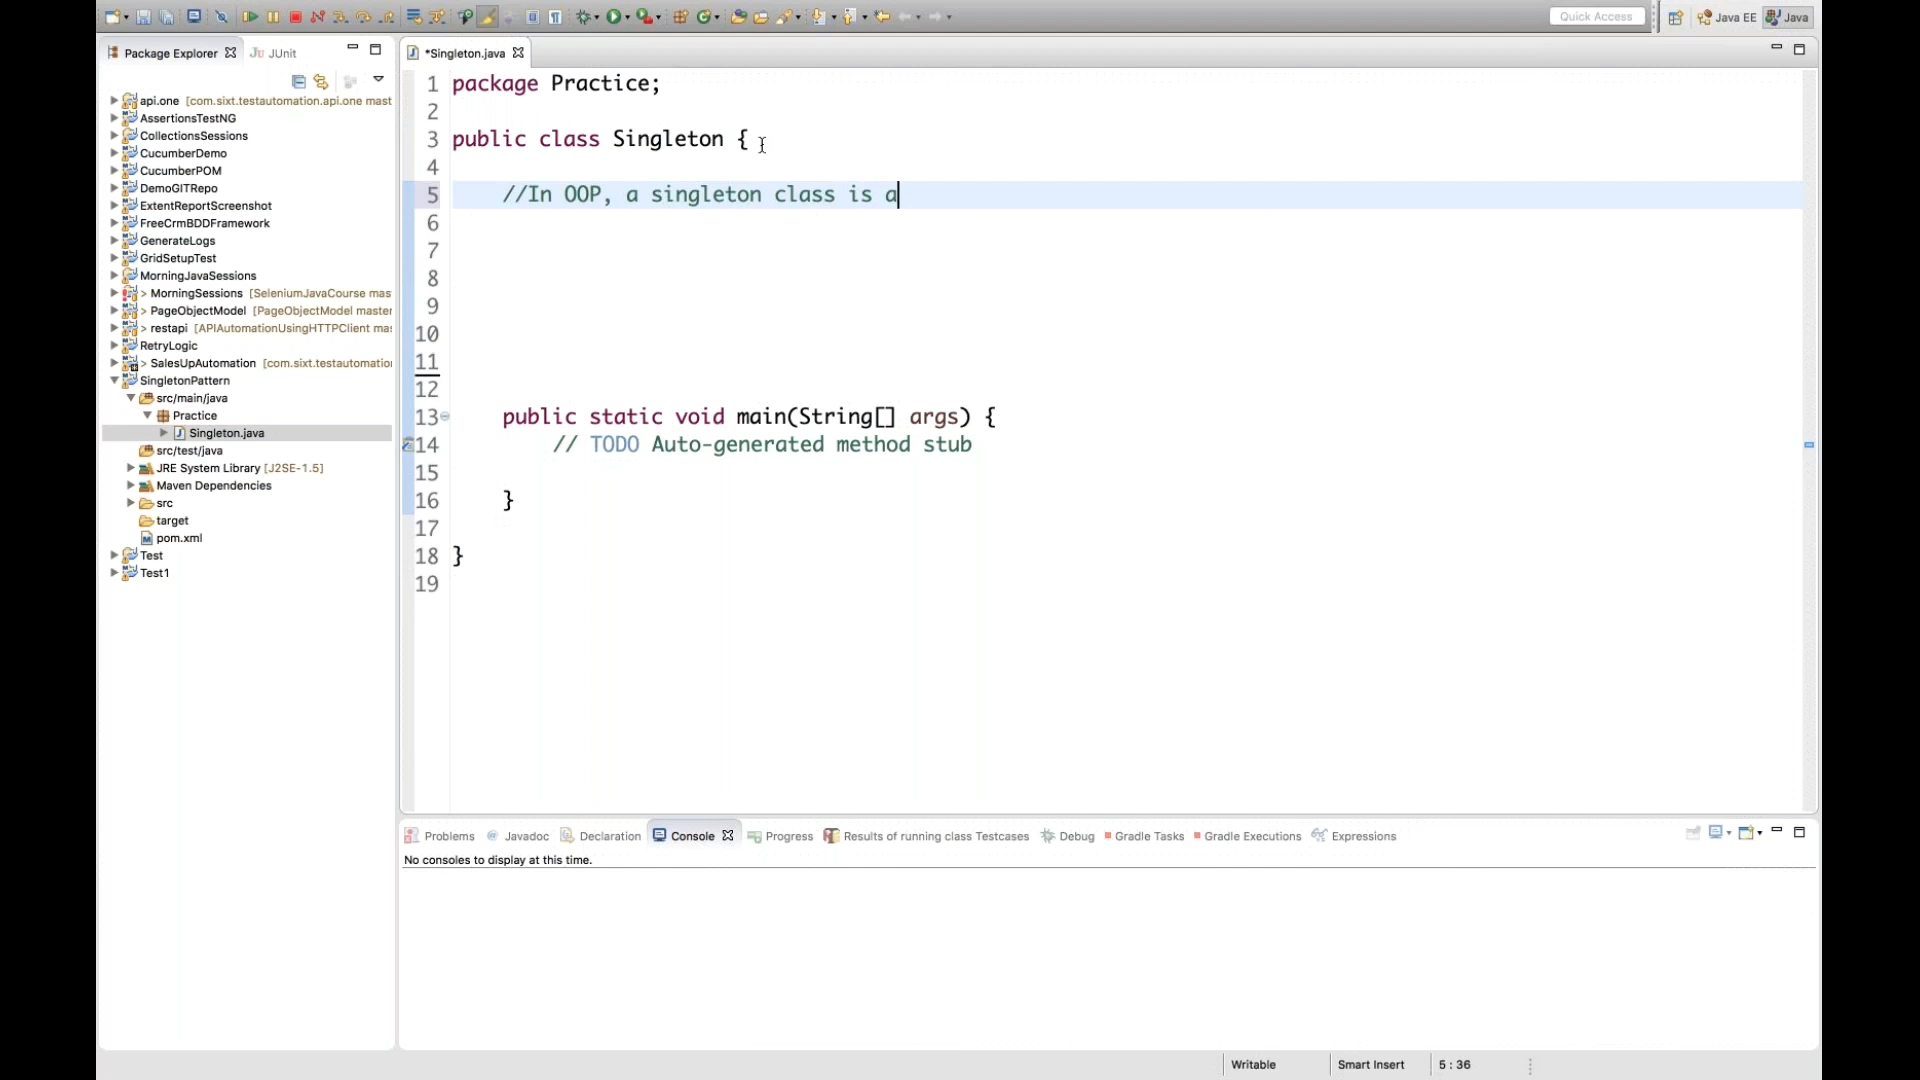 Quick Access
Java EE
Java
Package Explorer
JUnit
*Singleton.java
api.one [com.sixt.testautomation.api.one mast
AssertionsTestNG
CollectionsSessions
CucumberDemo
CucumberPOM
DemoGITRepo
ExtentReportScreenshot
FreeCrmBDDFramework
GenerateLogs
GridSetupTest
MorningJavaSessions
> MorningSessions [SeleniumJavaCourse mas
> PageObjectModel [PageObjectModel master
> restapi [APIAutomationUsingHTTPClient mas
RetryLogic
> SalesUpAutomation [com.sixt.testautomation
SingletonPattern
src/main/java
Practice
Singleton.java
src/test/java
JRE System Library [J2SE-1.5]
Maven Dependencies
src
target
pom.xml
Test
Test1
1 package Practice;
2
3 public class Singleton {
4
5 //In OOP, a singleton class is a
6
7
8
9
10
11
12
13 public static void main(String[] args) {
14 // TODO Auto-generated method stub
15
16 }
17
18 }
19
Problems
Javadoc
Declaration
Console
Progress
Results of running class Testcases
Debug
Gradle Tasks
Gradle Executions
Expressions
No consoles to display at this time.
Writable
Smart Insert
5 : 36